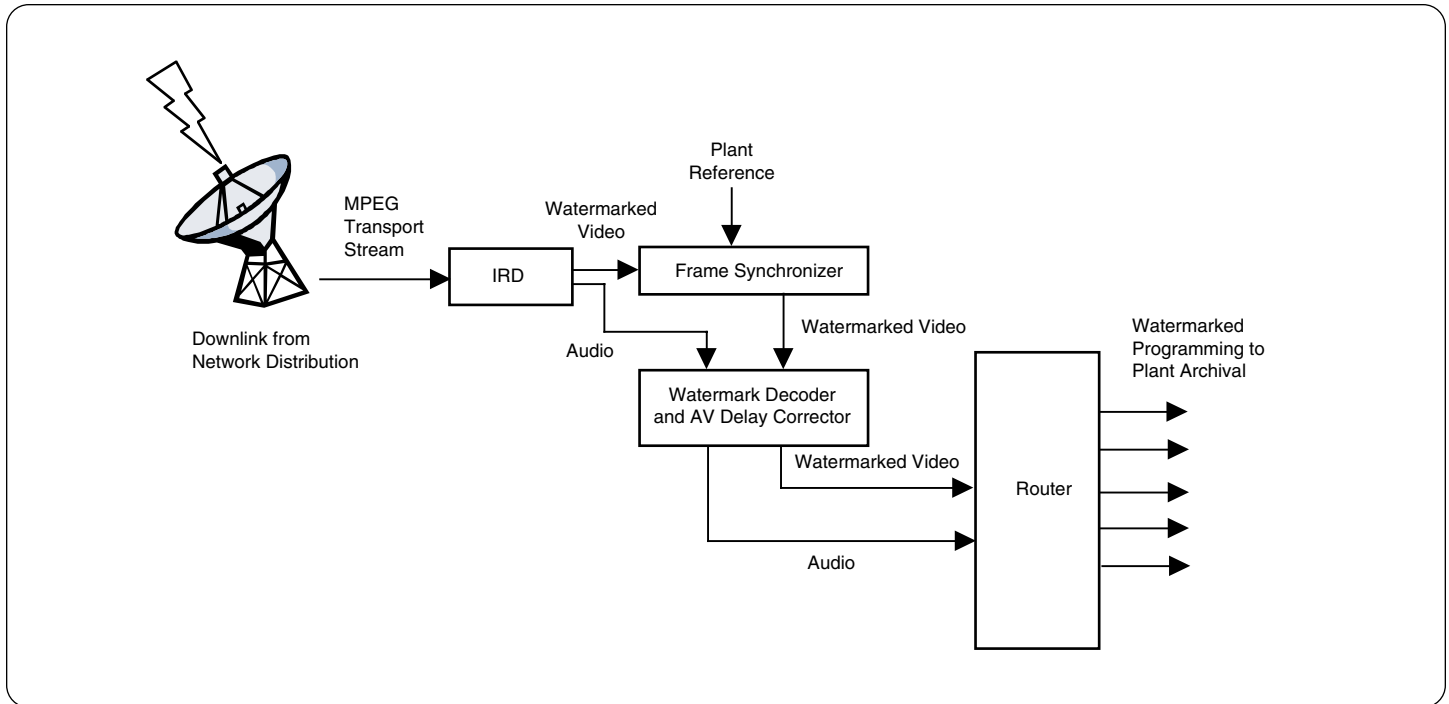 Plant
Reference
MPEG
Transport
Stream
Watermarked
Video
IRD
Frame Synchronizer
Downlink from
Network Distribution
Audio
Watermarked Video
Watermark Decoder
and AV Delay Corrector
Watermarked Video
Audio
Router
Watermarked
Programming to
Plant Archival